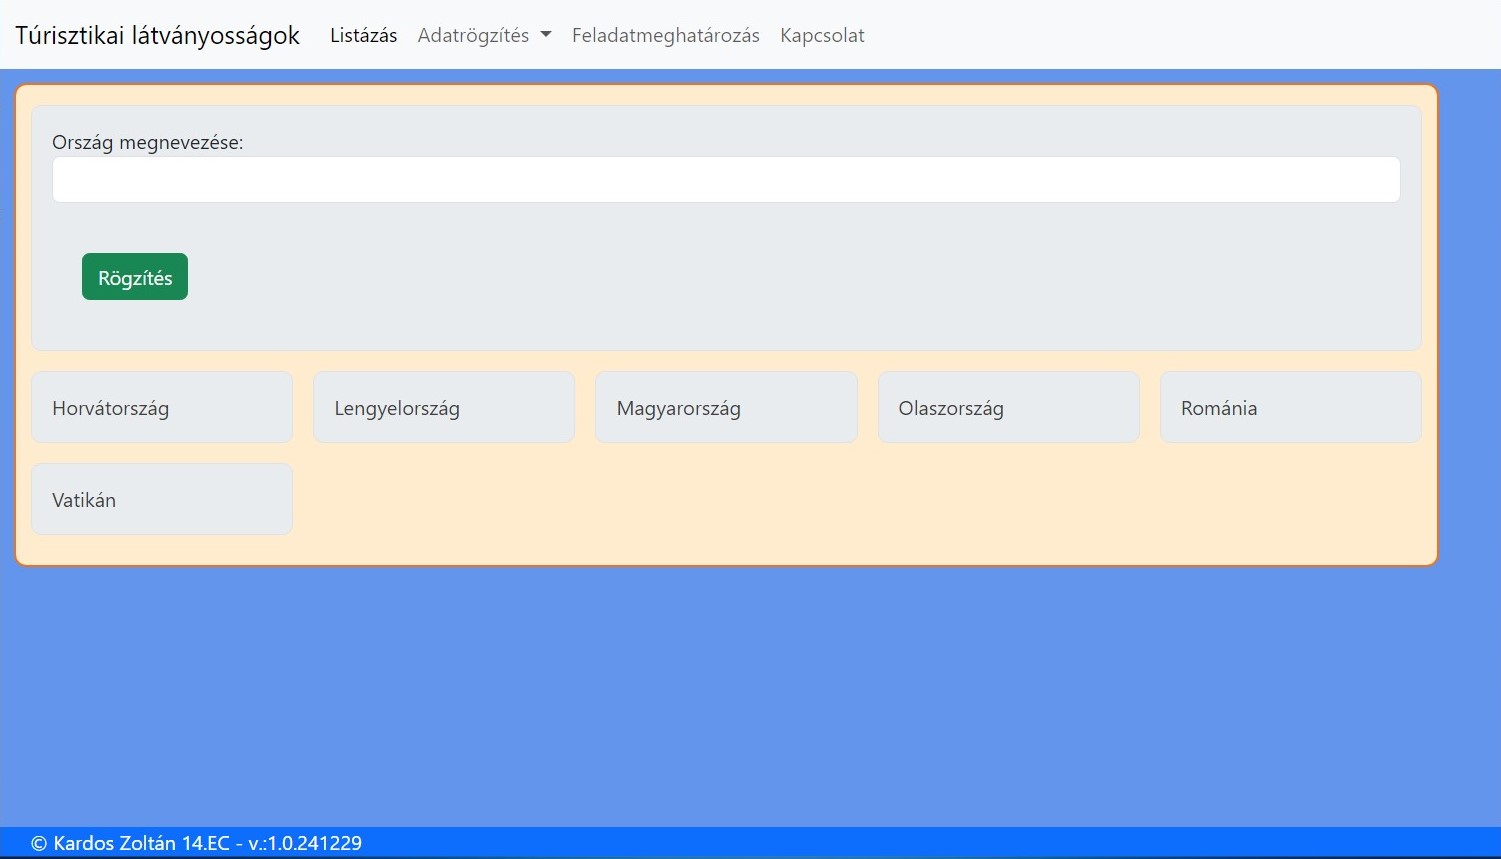 Túrisztikai látványosságok Listázás Adatrögzítés Feladatmeghatározás Kapcsolat
Ország megnevezése:
Rögzítés
Horvátország Lengyelország Magyarország Olaszország Románia
Vatikán
© Kardos Zoltán 14.EC - v.:1.0.241229